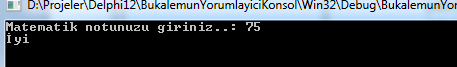 D:\Projeler\Delphi12\BukalemunYorumlayiciKonsol\Win32\Debug\BukalemunYor
Matematik notunuzu giriniz..: 75
İyi